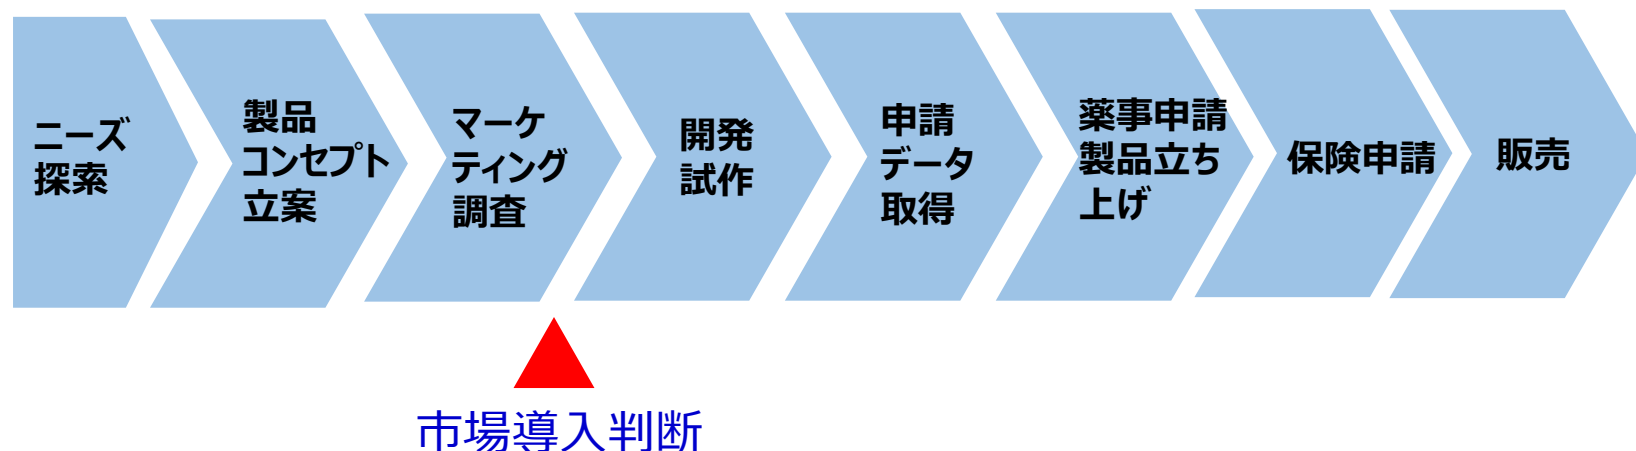 ニーズ
探索
製品
コンセプト
立案
マーケ
ティング
調査
開発
試作
申請
データ
取得
薬事申請
製品立ち
上げ
保険申請
販売
市場導入判断